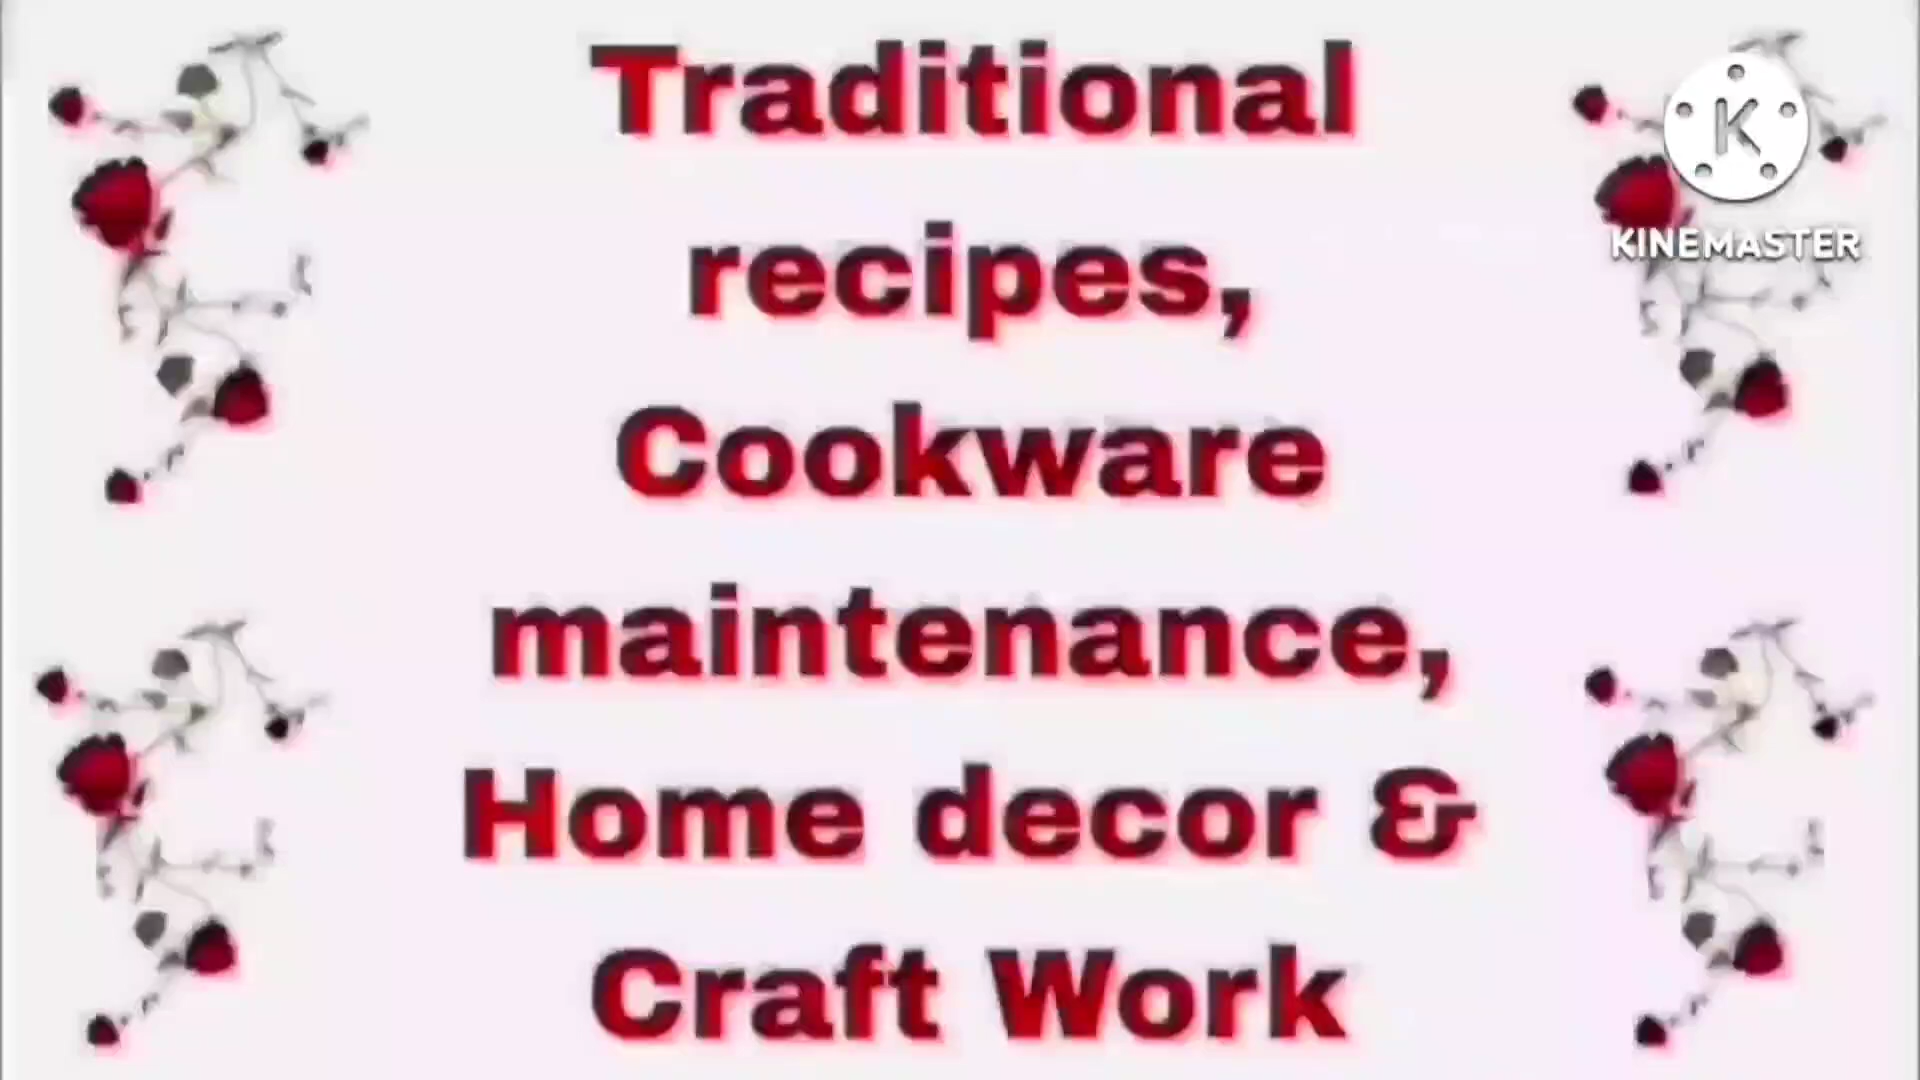 Traditional
recipes,
Cookware
maintenance,
Home decor &
Craft Work
K
KINEMASTER